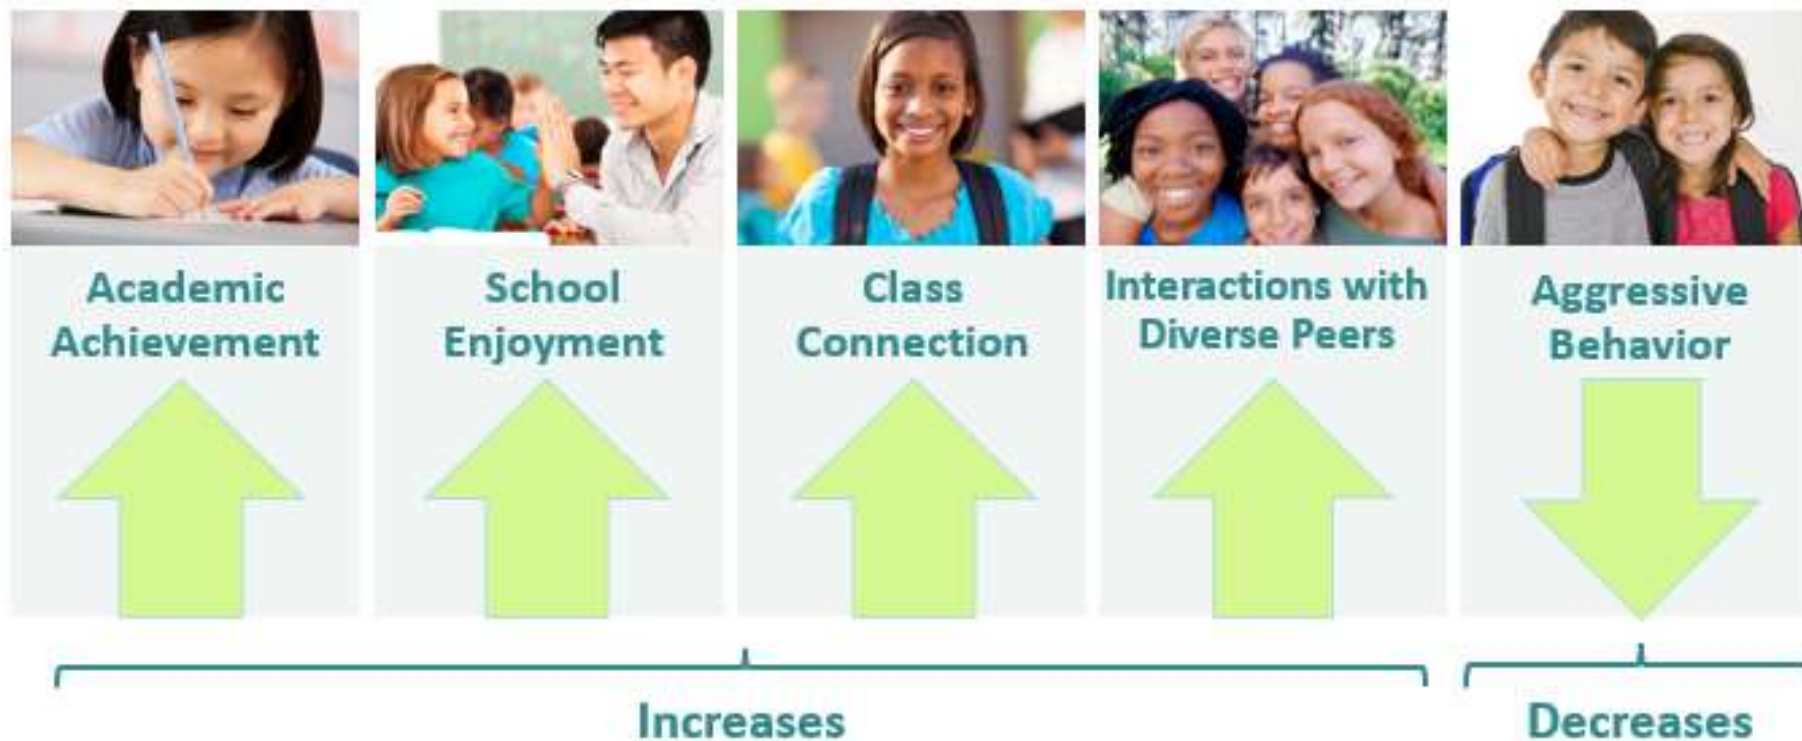 Academic
Achievement
School
Enjoyment
Class
Connection
Interactions with
Diverse Peers
Aggressive
Behavior
Increases
Decreases